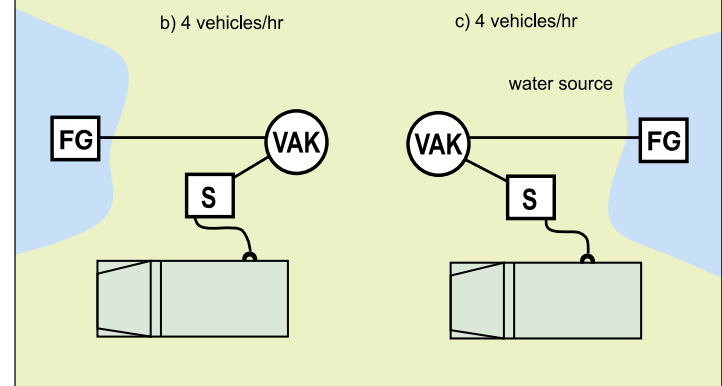 b) 4 vehicles/hr
c) 4 vehicles/hr
water source
FG
VAK
VAK
FG
S
S